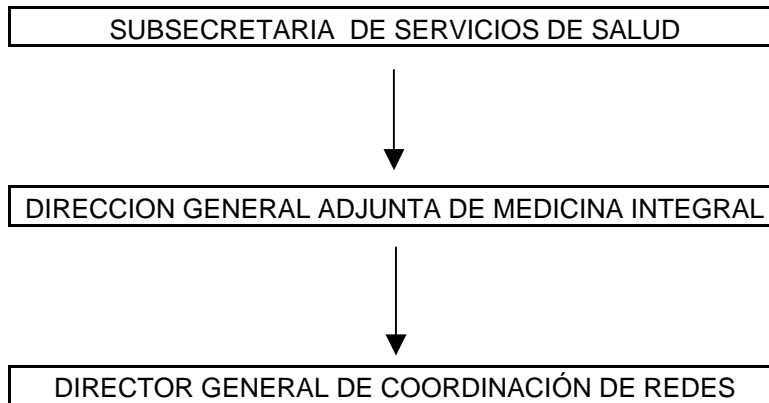 SUBSECRETARIA DE SERVICIOS DE SALUD
DIRECCION GENERAL ADJUNTA DE MEDICINA INTEGRAL
DIRECTOR GENERAL DE COORDINACIÓN DE REDES